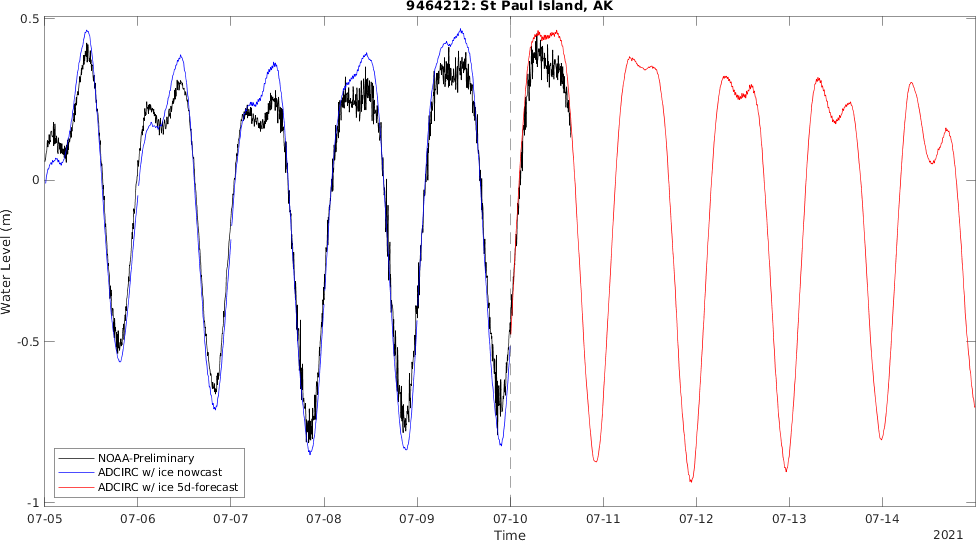 9464212: St Paul Island, AK
0.5
0
-0.5
-1
Water Level (m)
NOAA-Preliminary
ADCIRC w/ ice nowcast
ADCIRC w/ ice 5d-forecast
07-05 07-06 07-07 07-08 07-09 07-10 07-11 07-12 07-13 07-14
Time
2021